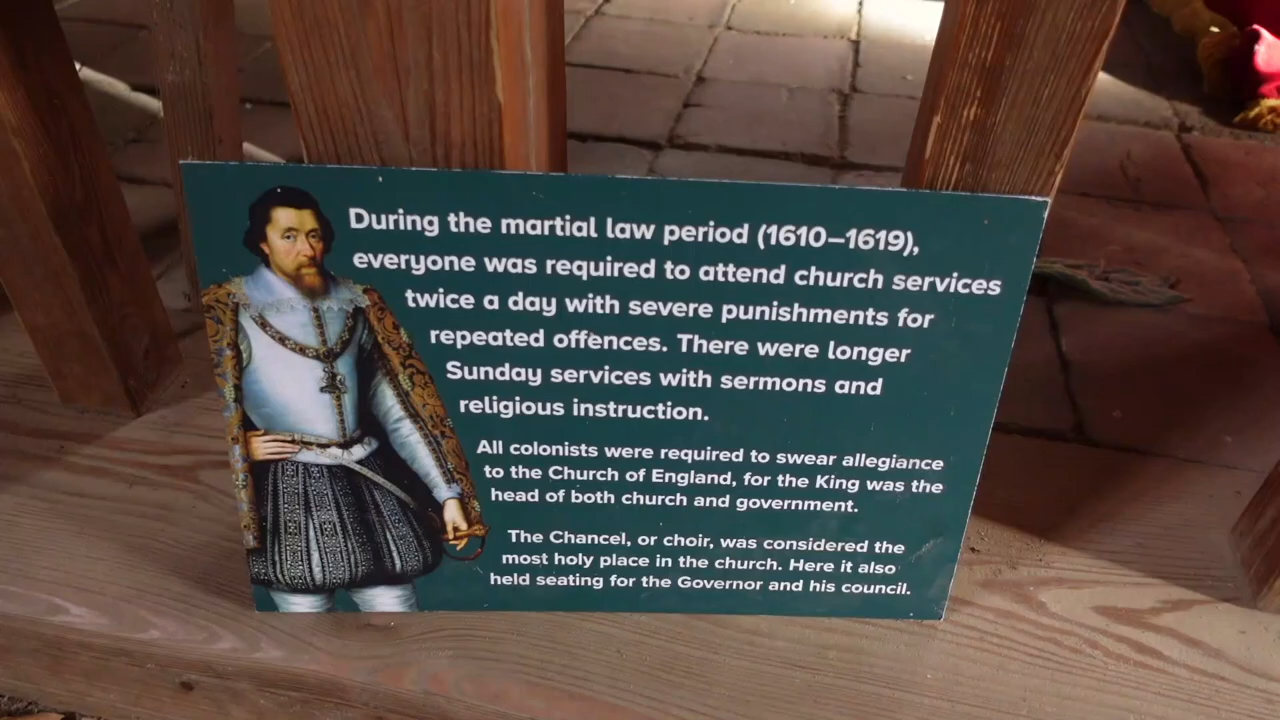 During the martial law period (1610–1619),
everyone was required to attend church services
twice a day with severe punishments for
repeated offences. There were longer
Sunday services with sermons and
religious instruction.
All colonists were required to swear allegiance
to the Church of England, for the King was the
head of both church and government.
The Chancel, or choir, was considered the
most holy place in the church. Here it also
held seating for the Governor and his council.